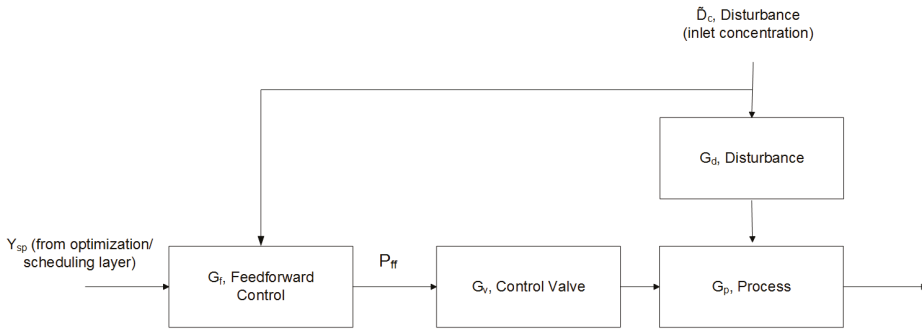 D̃c, Disturbance
(inlet concentration)
Gd, Disturbance
Ysp (from optimization/
scheduling layer)
Gf, Feedforward
Control
Pff
Gv, Control Valve
Gp, Process